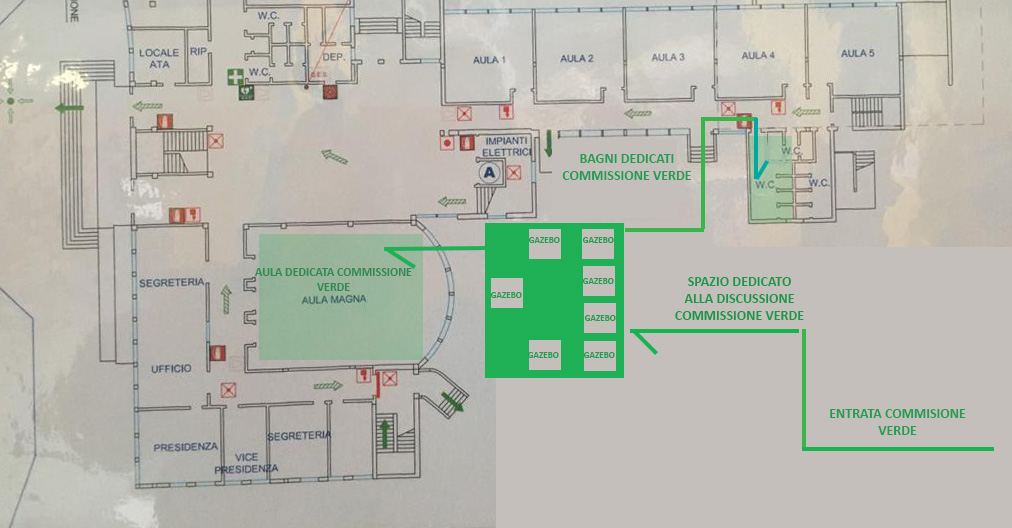 IONE
W.C.
LOCALE
ATA
RIP
DEP.
W.C.
AULA 1
AULA 2
AULA 3
AULA 4
AULA 5
IMPIANTI
ELETTRICI
A
BAGNI DEDICATI
COMMISSIONE VERDE
W.C.
W.C.
W.C.
GAZEBO
GAZEBO
AULA DEDICATA COMMISSIONE
VERDE
AULA MAGNA
SEGRETERIA
GAZEBO
GAZEBO
GAZEBO
GAZEBO
GAZEBO
SPAZIO DEDICATO
ALLA DISCUSSIONE
COMMISSIONE VERDE
UFFICIO
ENTRATA COMMISIONE
VERDE
PRESIDENZA
VICE
PRESIDENZA
SEGRETERIA